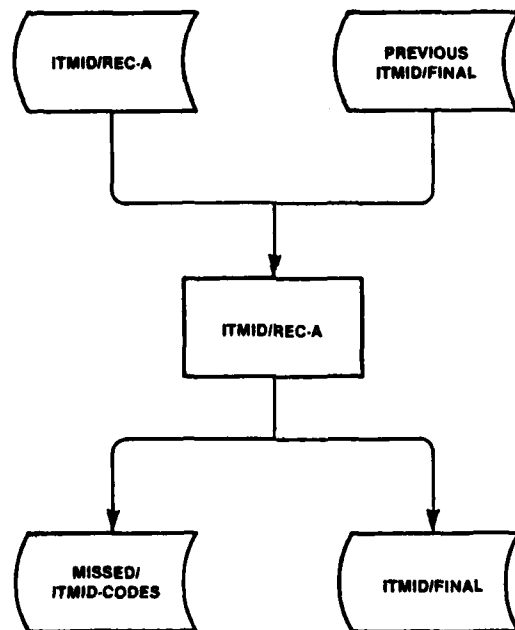 ITMID/REC-A
PREVIOUS
ITMID/FINAL
ITMID/REC-A
MISSED/
ITMID-CODES
ITMID/FINAL